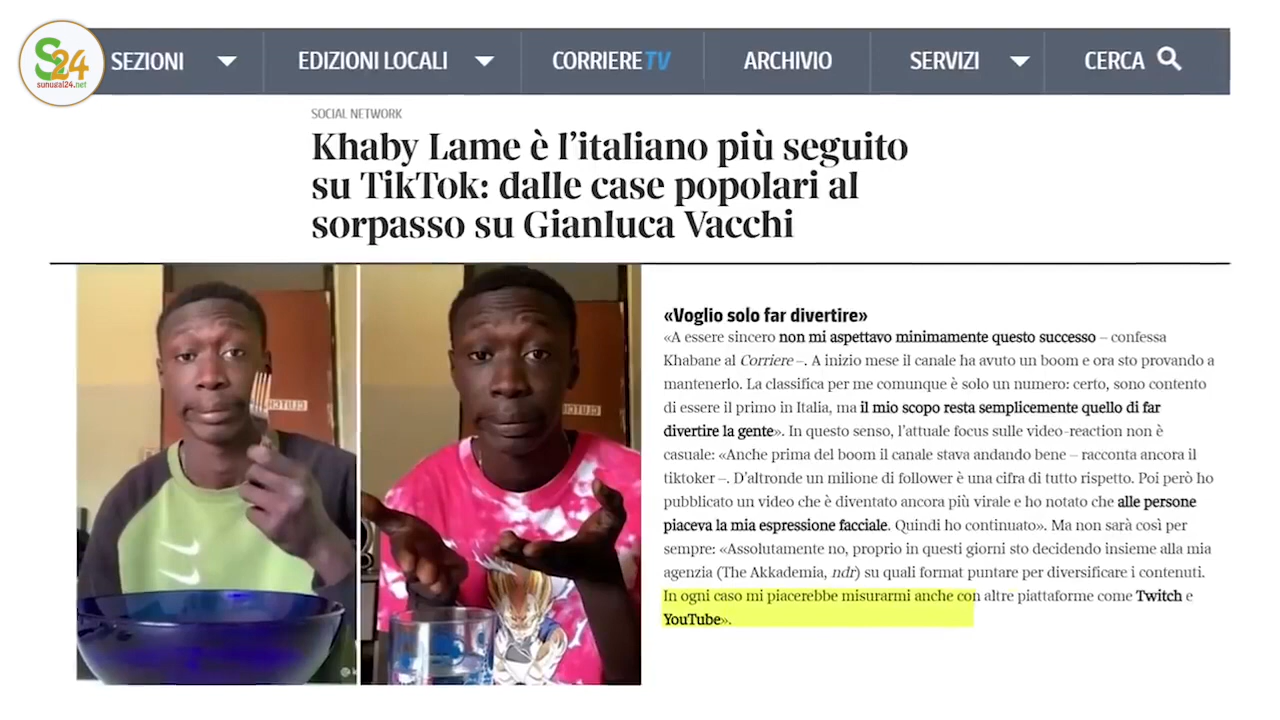 S24
sunugal24.net
SEZIONI
EDIZIONI LOCALI
CORRIERE TV
ARCHIVIO
SERVIZI
CERCA
SOCIAL NETWORK
Khaby Lame è l'italiano più seguito
su TikTok: dalle case popolari al
sorpasso su Gianluca Vacchi
«Voglio solo far divertire»
«A essere sincero non mi aspettavo minimamente questo successo – confessa
Khabane al Corriere –. A inizio mese il canale ha avuto un boom e ora sto provando a
mantenerlo. La classifica per me comunque è solo un numero: certo, sono contento
di essere il primo in Italia, ma il mio scopo resta semplicemente quello di far
divertire la gente». In questo senso, l'attuale focus sulle video-reaction non è
casuale: «Anche prima del boom il canale stava andando bene – racconta ancora il
tiktoker –. D'altronde un milione di follower è una cifra di tutto rispetto. Poi però ho
pubblicato un video che è diventato ancora più virale e ho notato che alle persone
piaceva la mia espressione facciale. Quindi ho continuato». Ma non sarà così per
sempre: «Assolutamente no, proprio in questi giorni sto decidendo insieme alla mia
agenzia (The Akkademia, ndr) su quali format puntare per diversificare i contenuti.
In ogni caso mi piacerebbe misurarmi anche con altre piattaforme come Twitch e
YouTube».